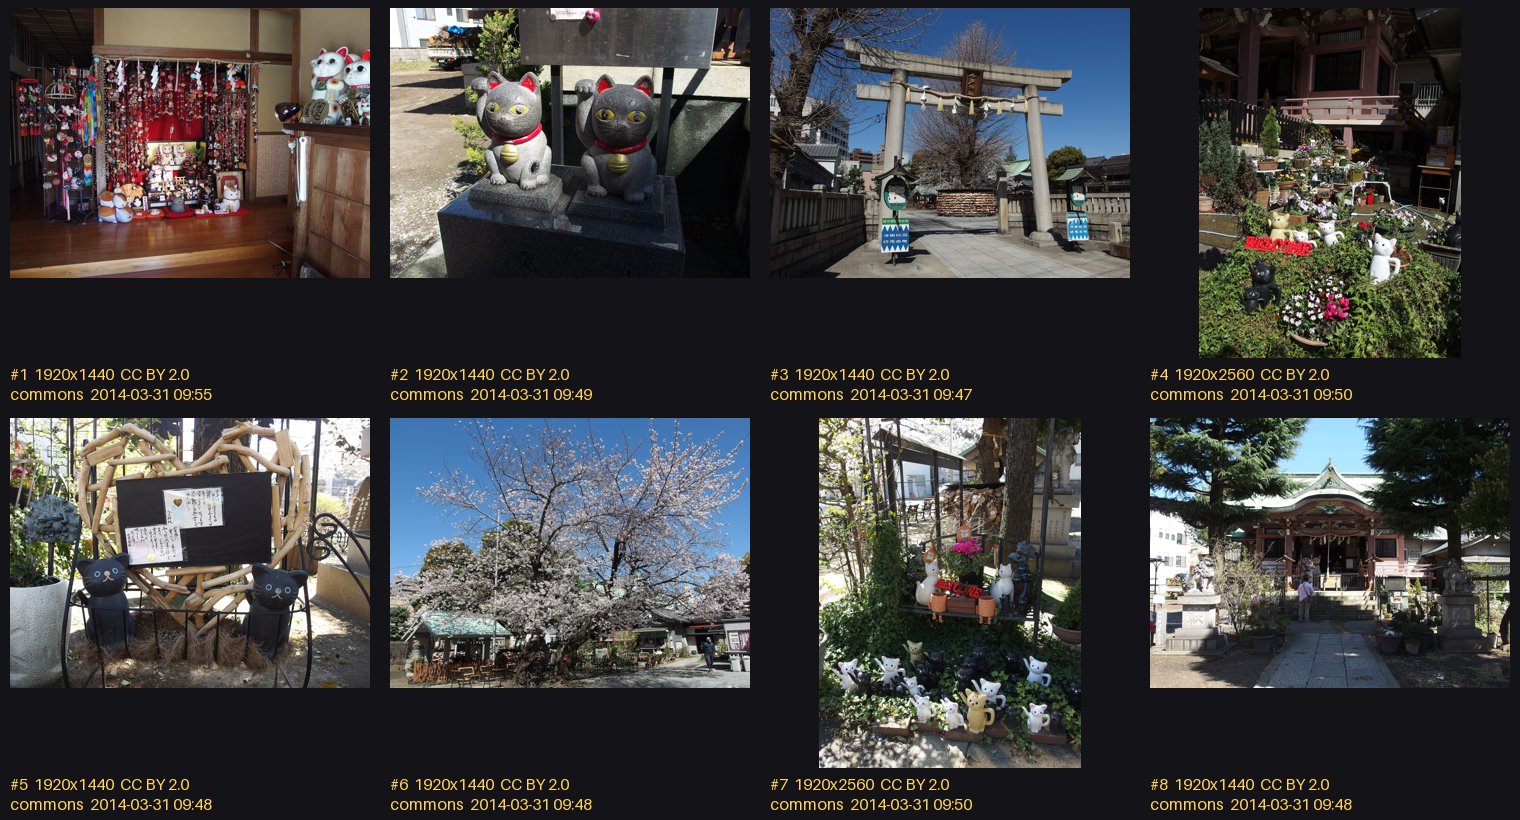 #1 1920x1440 CC BY 2.0
commons 2014-03-31 09:55
#2 1920x1440 CC BY 2.0
commons 2014-03-31 09:49
#3 1920x1440 CC BY 2.0
commons 2014-03-31 09:47
WELCOME
#4 1920x2560 CC BY 2.0
commons 2014-03-31 09:50
#5 1920x1440 CC BY 2.0
commons 2014-03-31 09:48
#6 1920x1440 CC BY 2.0
commons 2014-03-31 09:48
WELCOME
#7 1920x2560 CC BY 2.0
commons 2014-03-31 09:50
#8 1920x1440 CC BY 2.0
commons 2014-03-31 09:48